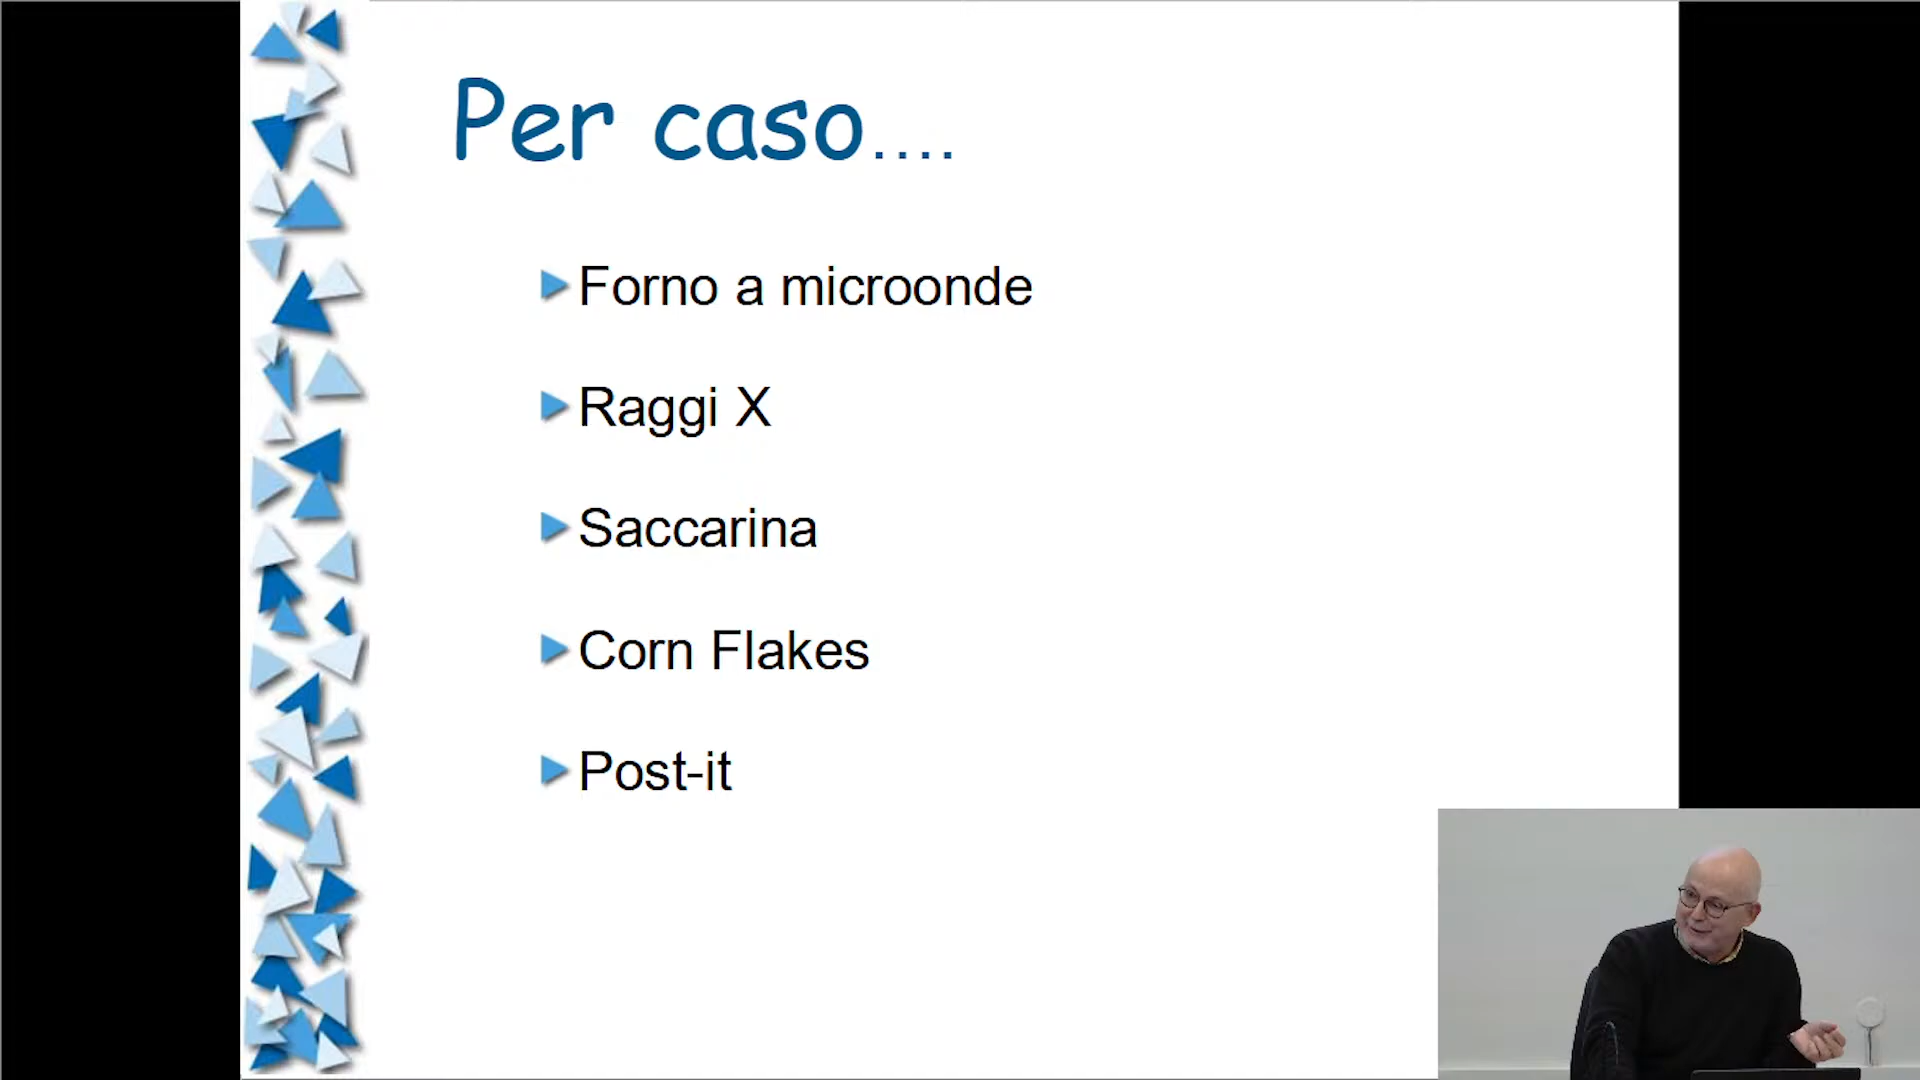 Per caso....
Forno a microonde
Raggi X
Saccarina
Corn Flakes
Post-it